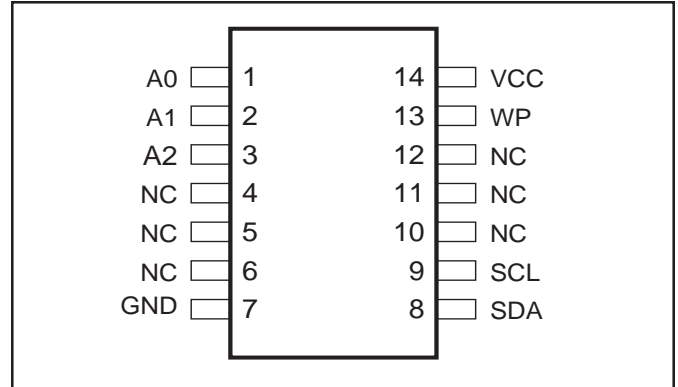 A0 1 14 VCC
A1 2 13 WP
A2 3 12 NC
NC 4 11 NC
NC 5 10 NC
NC 6 9 SCL
GND 7 8 SDA